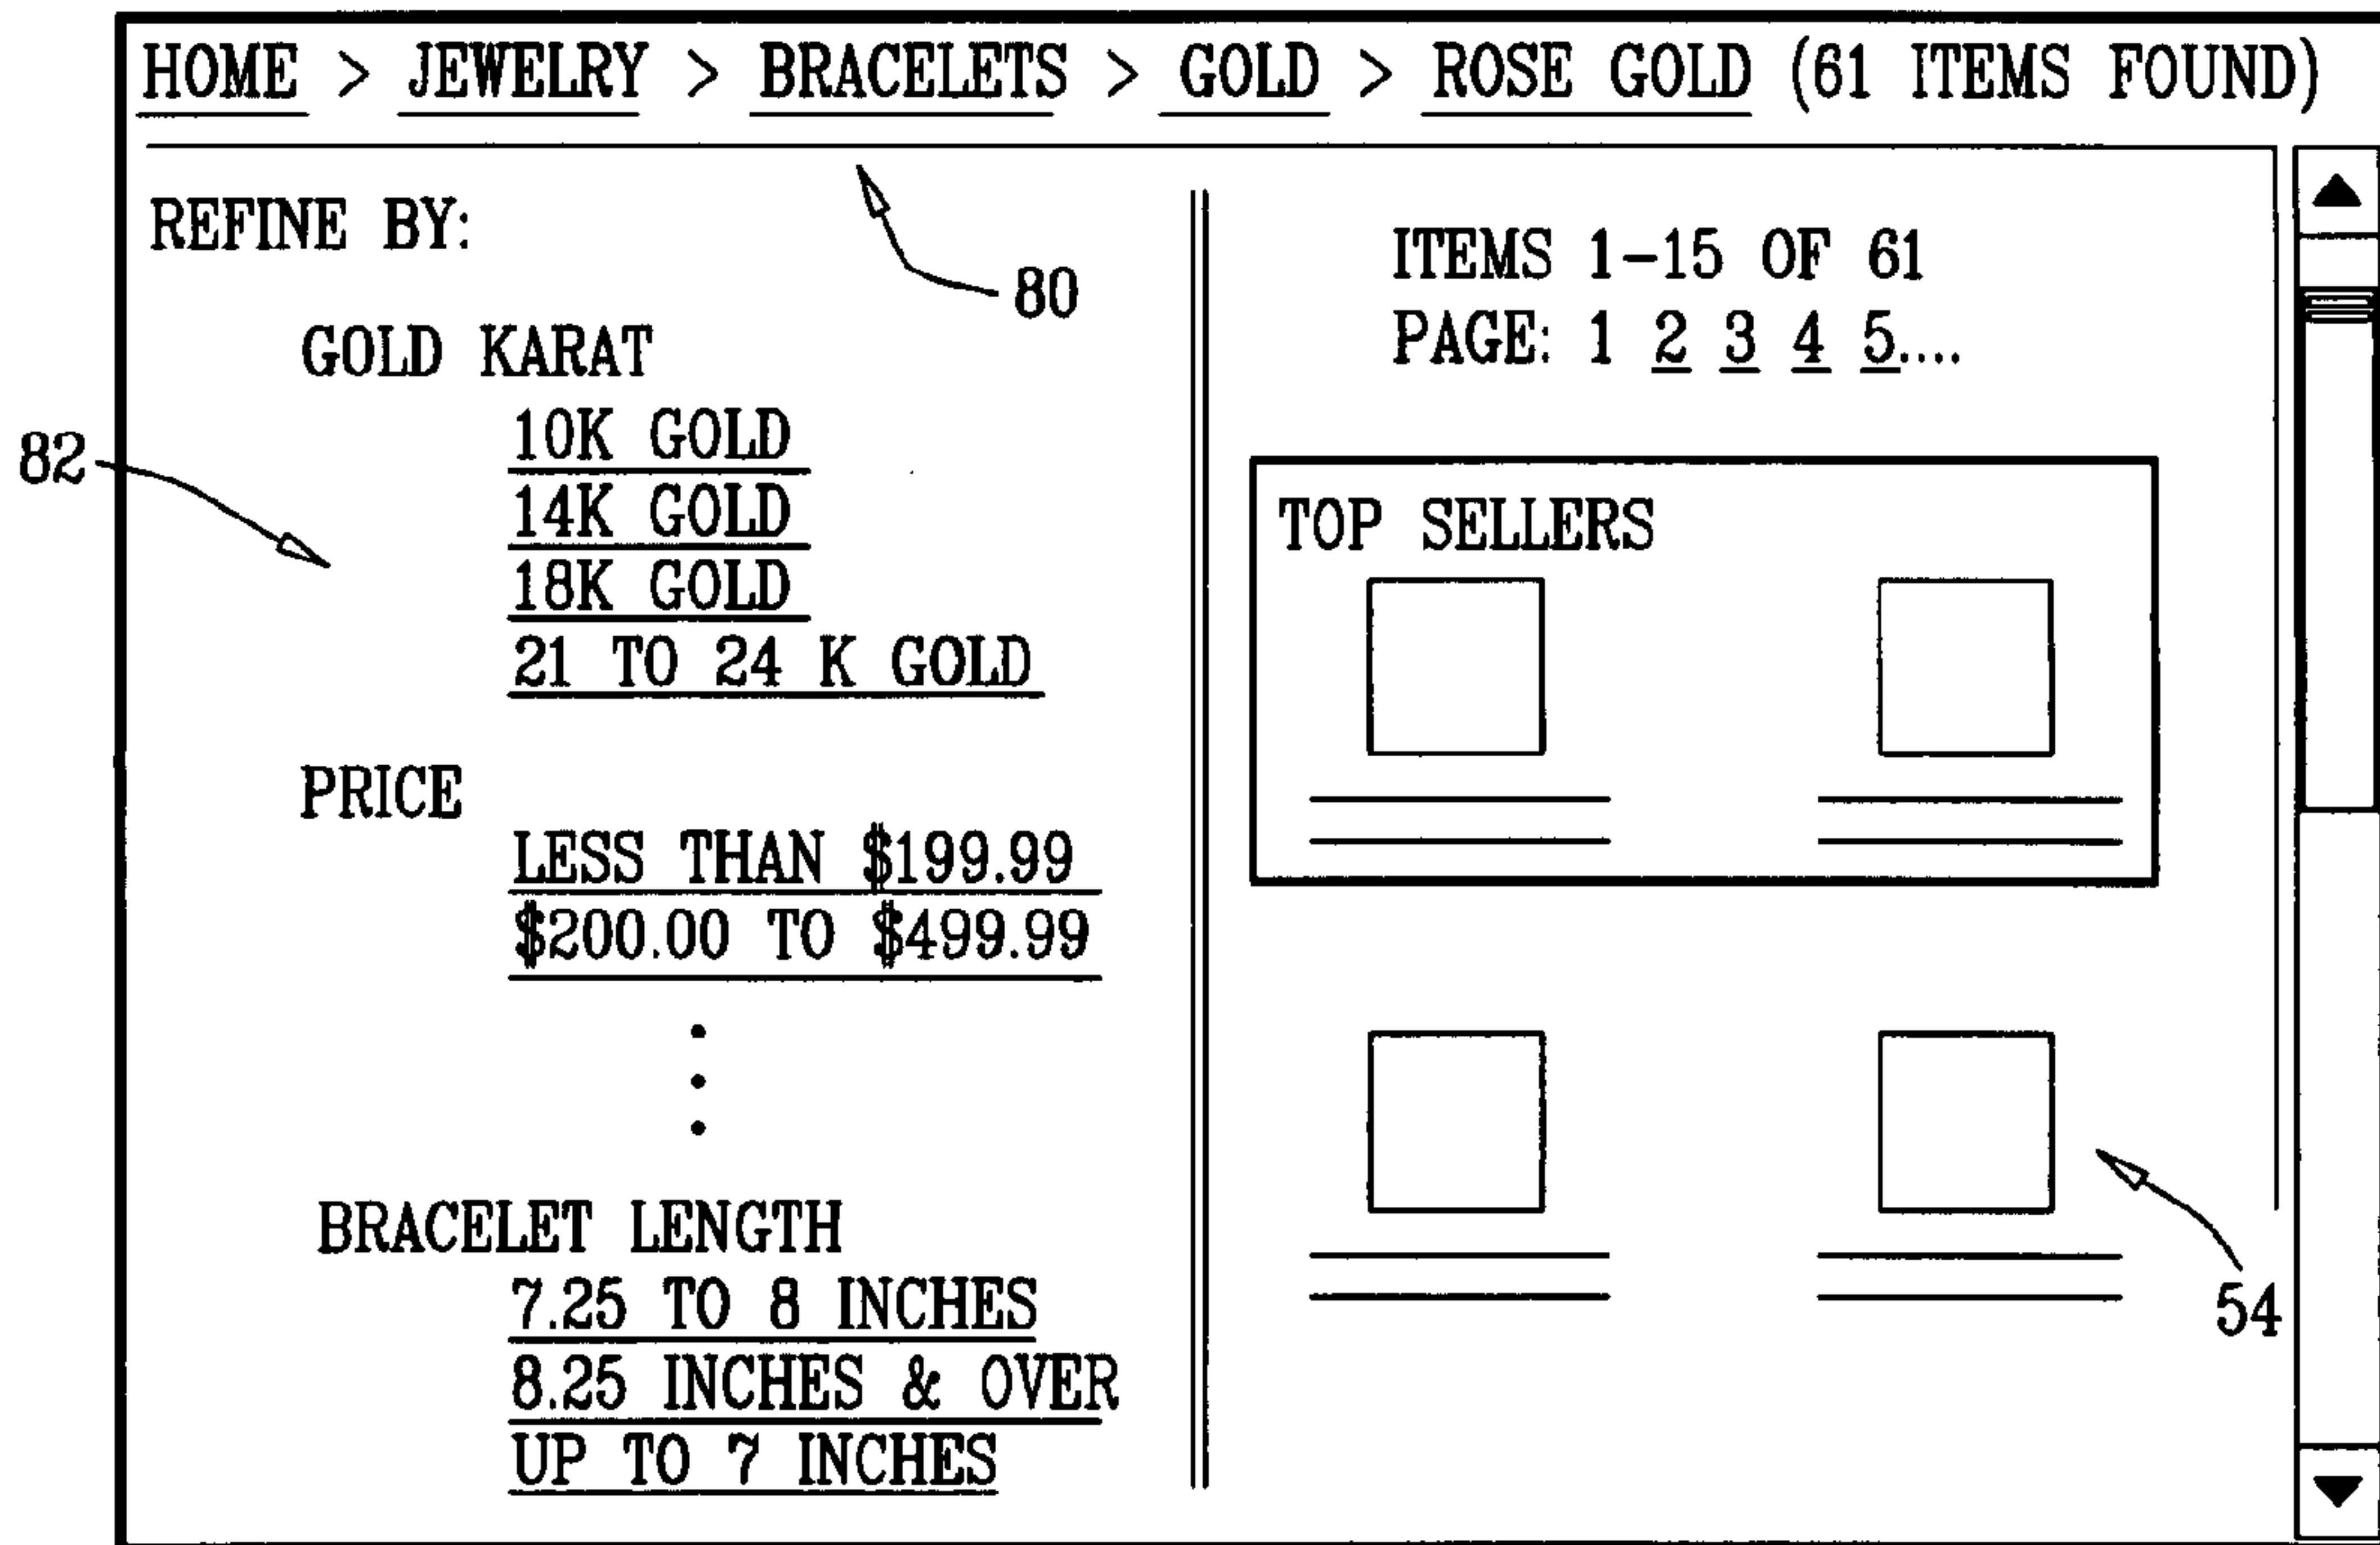 HOME > JEWELRY > BRACELETS > GOLD > ROSE GOLD (61 ITEMS FOUND)
REFINE BY:
80
GOLD KARAT
82
10K GOLD
14K GOLD
18K GOLD
21 TO 24 K GOLD
PRICE
LESS THAN $199.99
$200.00 TO $499.99
BRACELET LENGTH
7.25 TO 8 INCHES
8.25 INCHES & OVER
UP TO 7 INCHES
ITEMS 1-15 OF 61
PAGE: 1 2 3 4 5....
TOP SELLERS
54